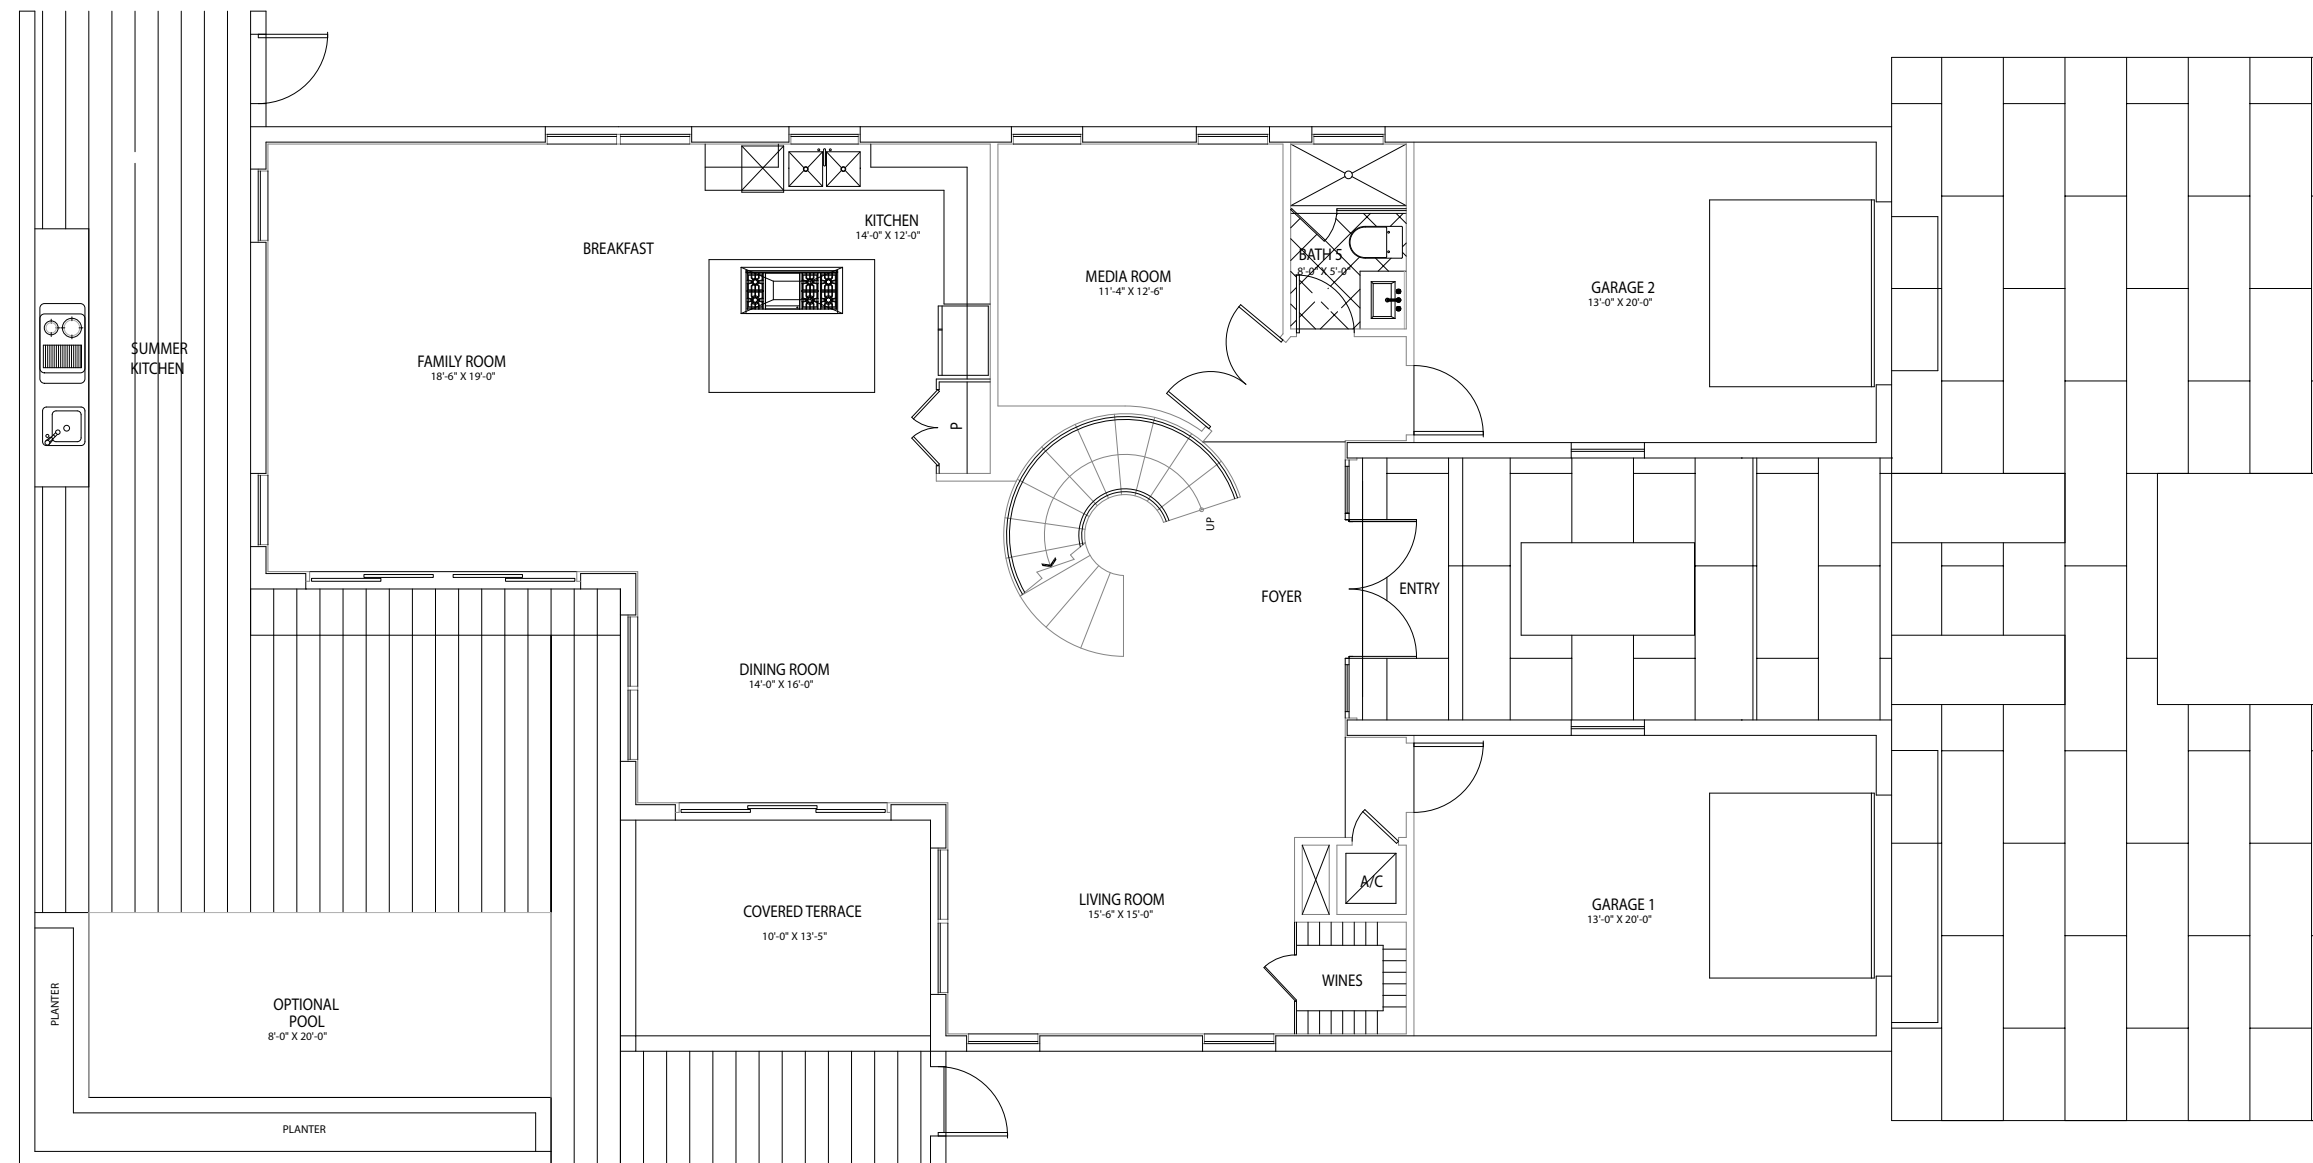 KITCHEN
14'-0" X 12'-0"
BREAKFAST
MEDIA ROOM
11'-4" X 12'-6"
BATH 5
8'-0" X 5'-0"
GARAGE 2
13'-0" X 20'-0"
SUMMER
KITCHEN
FAMILY ROOM
18'-6" X 19'-0"
P
UP
FOYER
ENTRY
DINING ROOM
14'-0" X 16'-0"
A/C
LIVING ROOM
15'-6" X 15'-0"
GARAGE 1
13'-0" X 20'-0"
COVERED TERRACE
10'-0" X 13'-5"
WINES
PLANTER
OPTIONAL
POOL
8'-0" X 20'-0"
PLANTER